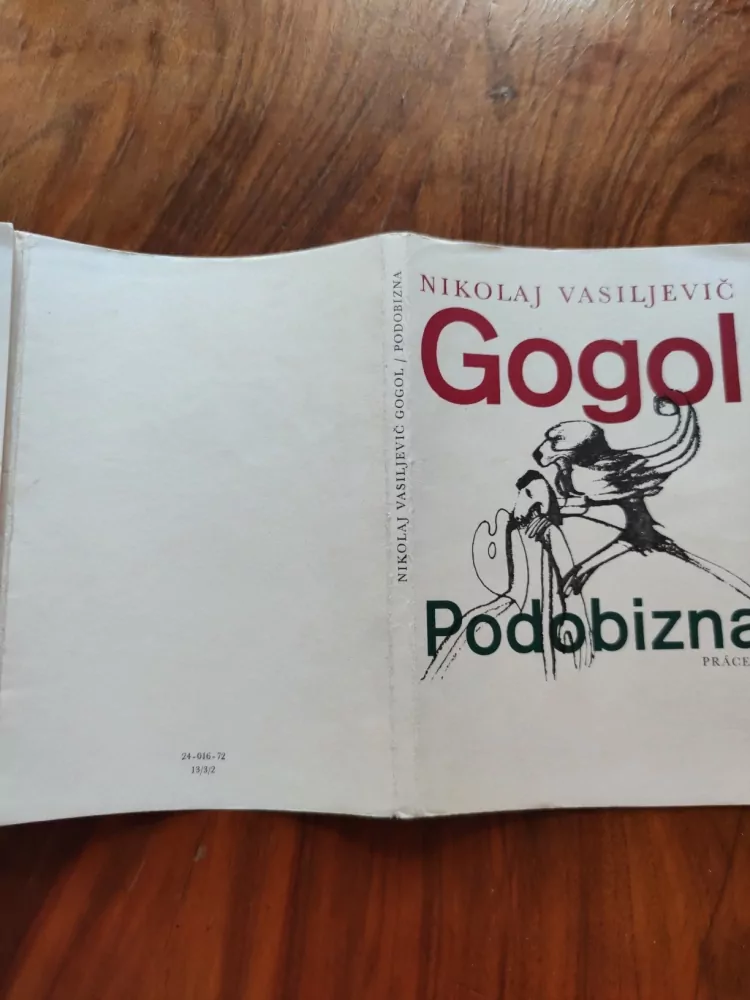 NIKOLAJ VASILJEVIČ
Gogol
Podobizna
PRÁCE
NIKOLAJ VASILJEVIČ GOGOL / PODOBIZNA
24-016-72
13/3/2